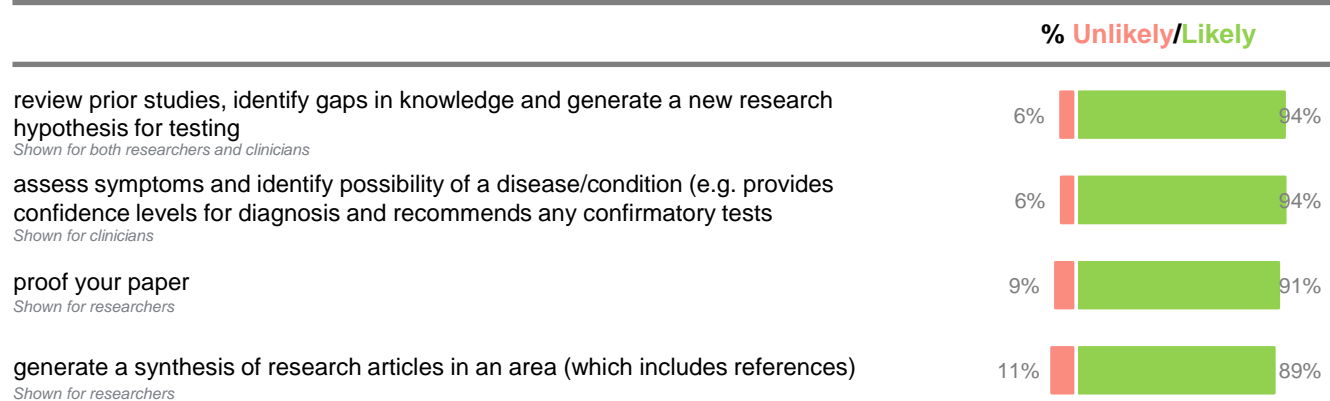 % Unlikely/Likely
review prior studies, identify gaps in knowledge and generate a new research
hypothesis for testing
Shown for both researchers and clinicians
6%
94%
assess symptoms and identify possibility of a disease/condition (e.g. provides
confidence levels for diagnosis and recommends any confirmatory tests
Shown for clinicians
6%
94%
proof your paper
Shown for researchers
9%
91%
generate a synthesis of research articles in an area (which includes references)
Shown for researchers
11%
89%